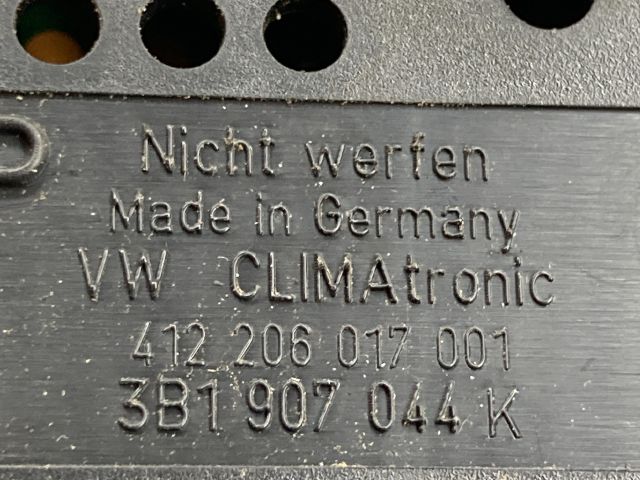 Nicht werfen
Made in Germany
VW CLIMAtronic
412 206 017 001
3B1 907 044 K